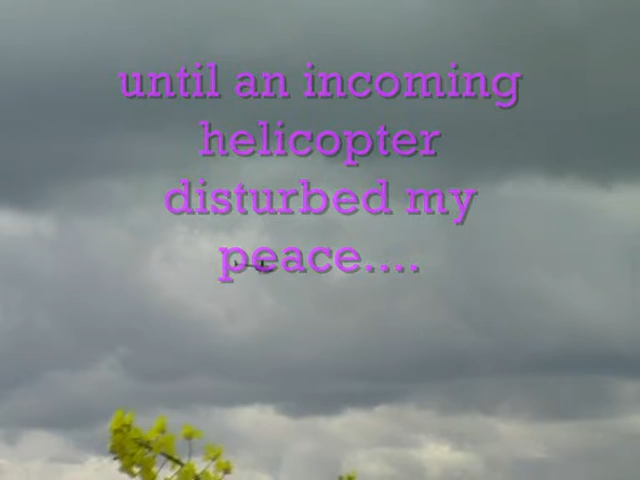 until an incoming
helicopter
disturbed my
peace....